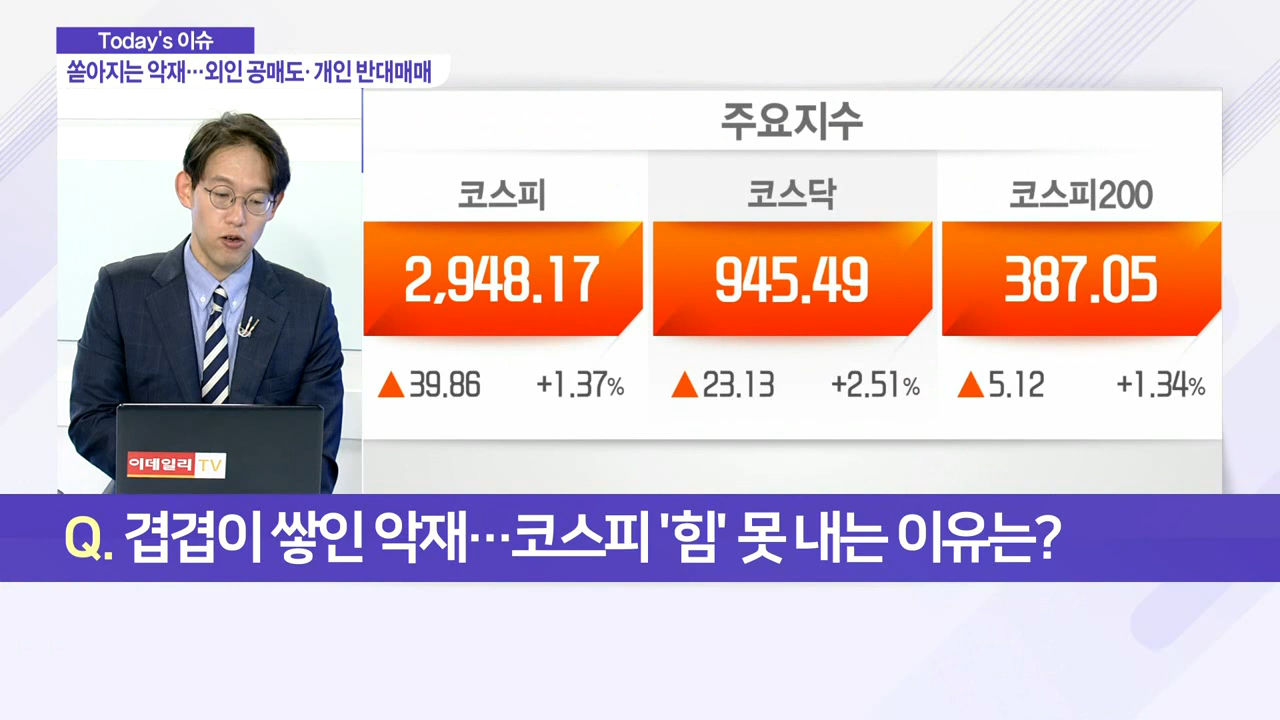 Today's 이슈
쏟아지는 악재…외인 공매도· 개인 반대매매
주요지수
코스피
2,948.17
▲39.86 +1.37%
코스닥
945.49
▲23.13 +2.51%
코스피200
387.05
▲5.12 +1.34%
이데일리 TV
Q. 겹겹이 쌓인 악재…코스피 '힘' 못 내는 이유는?